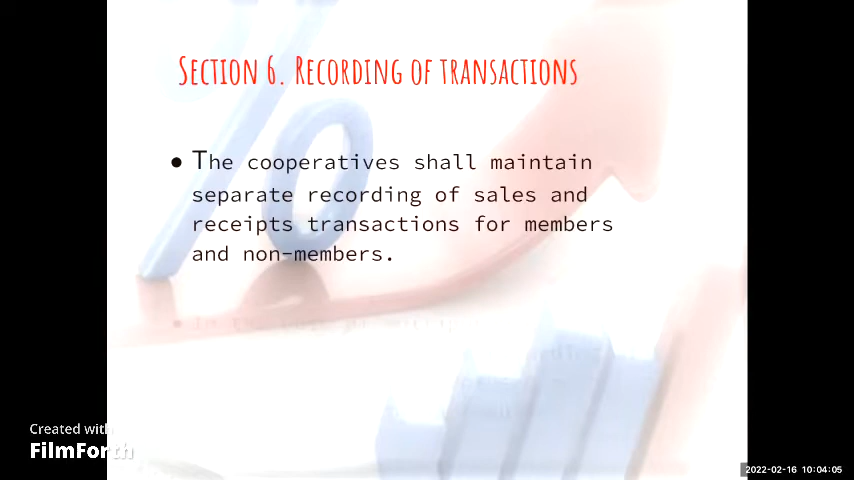 Section 6. Recording of transactions
● The cooperatives shall maintain
separate recording of sales and
receipts transactions for members
and non-members.
Created with
FilmForth
2022-02-16 10:04:05